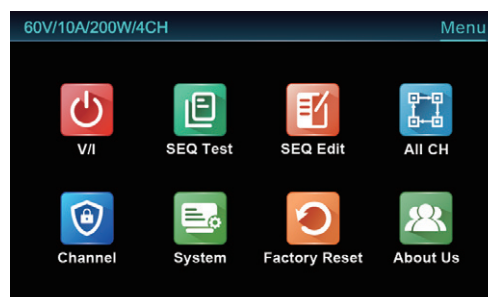 60V/10A/200W/4CH Menu
V/I SEQ Test SEQ Edit All CH
Channel System Factory Reset About Us